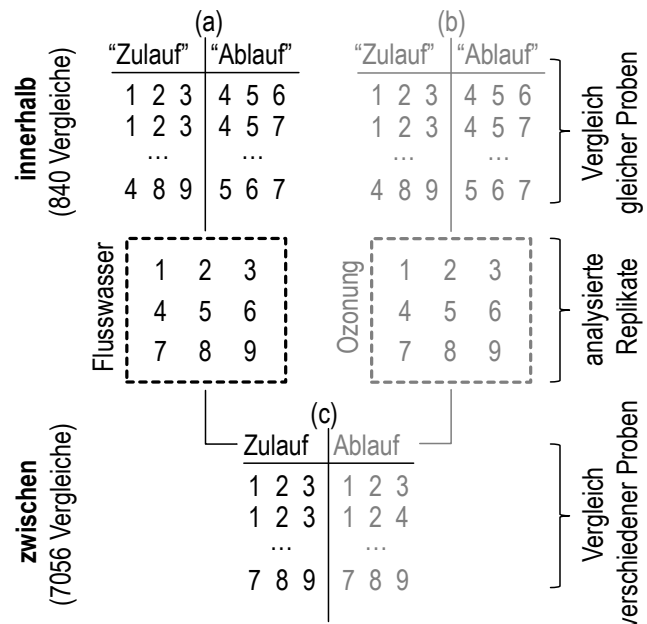 (a)
(b)
“Zulauf” “Ablauf”
“Zulauf” “Ablauf”
1 2 3 4 5 6
1 2 3 4 5 6
1 2 3 4 5 7
1 2 3 4 5 7
... ...
... ...
4 8 9 5 6 7
4 8 9 5 6 7
innerhalb
(840 Vergleiche)
Vergleich
gleicher Proben
Flusswasser
1 2 3
4 5 6
7 8 9
Ozonung
1 2 3
4 5 6
7 8 9
analysierte
Replikate
(c)
Zulauf Ablauf
1 2 3 1 2 3
1 2 3 1 2 4
... ...
7 8 9 7 8 9
zwischen
(7056 Vergleiche)
Vergleich
verschiedener Proben